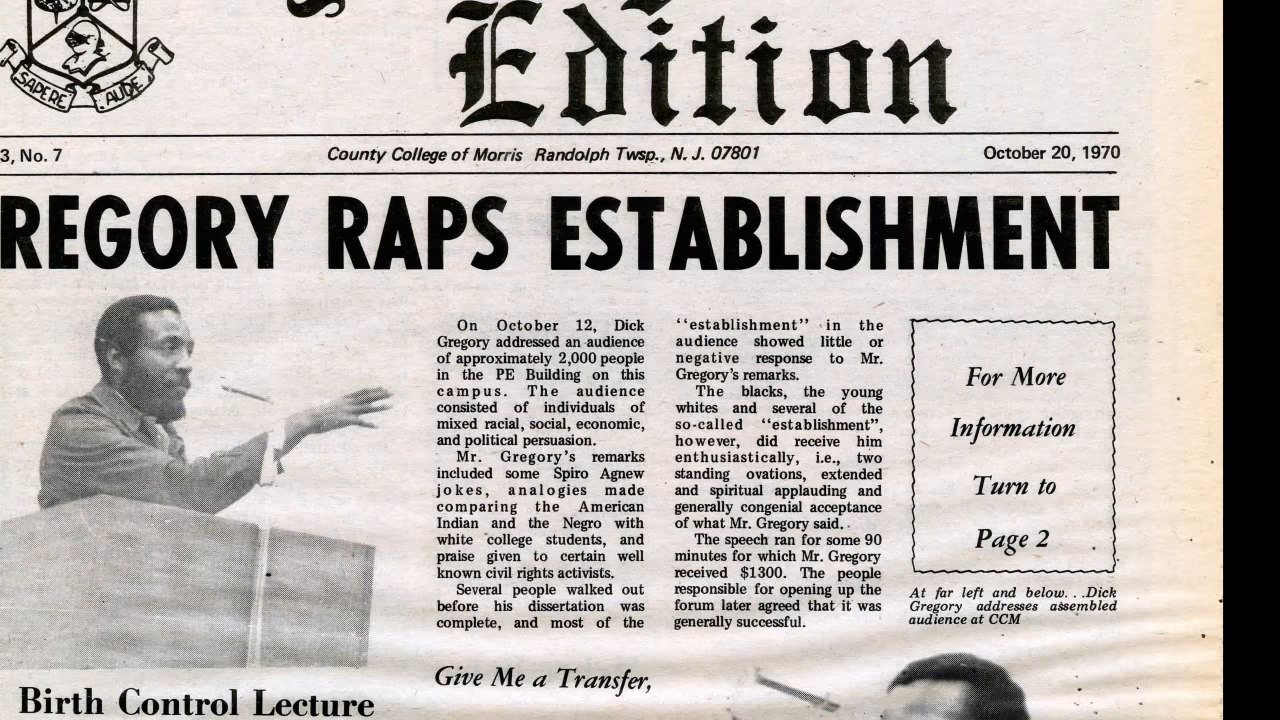 SAPERE AUDE
Edition
3, No. 7
County College of Morris Randolph Twsp., N. J. 07801
October 20, 1970
REGORY RAPS ESTABLISHMENT
On October 12, Dick
Gregory addressed an audience
of approximately 2,000 people
in the PE Building on this
campus. The audience
consisted of individuals of
mixed racial, social, economic,
and political persuasion.
Mr. Gregory's remarks
included some Spiro Agnew
jokes, analogies made
comparing the American
Indian and the Negro with
white college students, and
praise given to certain well
known civil rights activists.
Several people walked out
before his dissertation was
complete, and most of the
"establishment" in the
audience showed little or
negative response to Mr.
Gregory's remarks.
The blacks, the young
whites and several of the
so-called "establishment",
however, did receive him
enthusiastically, i.e., two
standing ovations, extended
and spiritual applauding and
generally congenial acceptance
of what Mr. Gregory said.
The speech ran for some 90
minutes for which Mr. Gregory
received $1300. The people
responsible for opening up the
forum later agreed that it was
generally successful.
For More
Information
Turn to
Page 2
At far left and below. . .Dick
Gregory addresses assembled
audience at CCM
Give Me a Transfer,
Birth Control Lecture